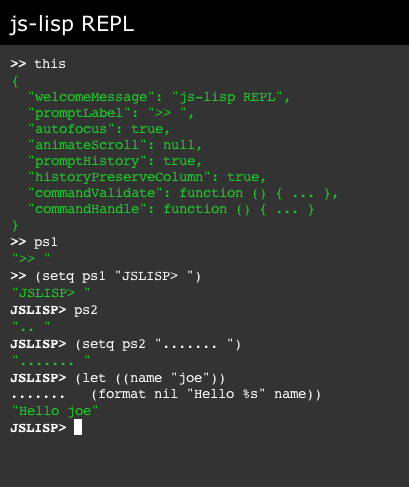 js-lisp REPL
>> this
{
  "welcomeMessage": "js-lisp REPL",
  "promptLabel": ">> ",
  "autofocus": true,
  "animateScroll": null,
  "promptHistory": true,
  "historyPreserveColumn": true,
  "commandValidate": function () { ... },
  "commandHandle": function () { ... }
}
>> ps1
">> "
>> (setq ps1 "JSLISP> ")
"JSLISP> "
JSLISP> ps2
".. "
JSLISP> (setq ps2 "....... ")
"....... "
JSLISP> (let ((name "joe"))
.......   (format nil "Hello %s" name))
"Hello joe"
JSLISP>